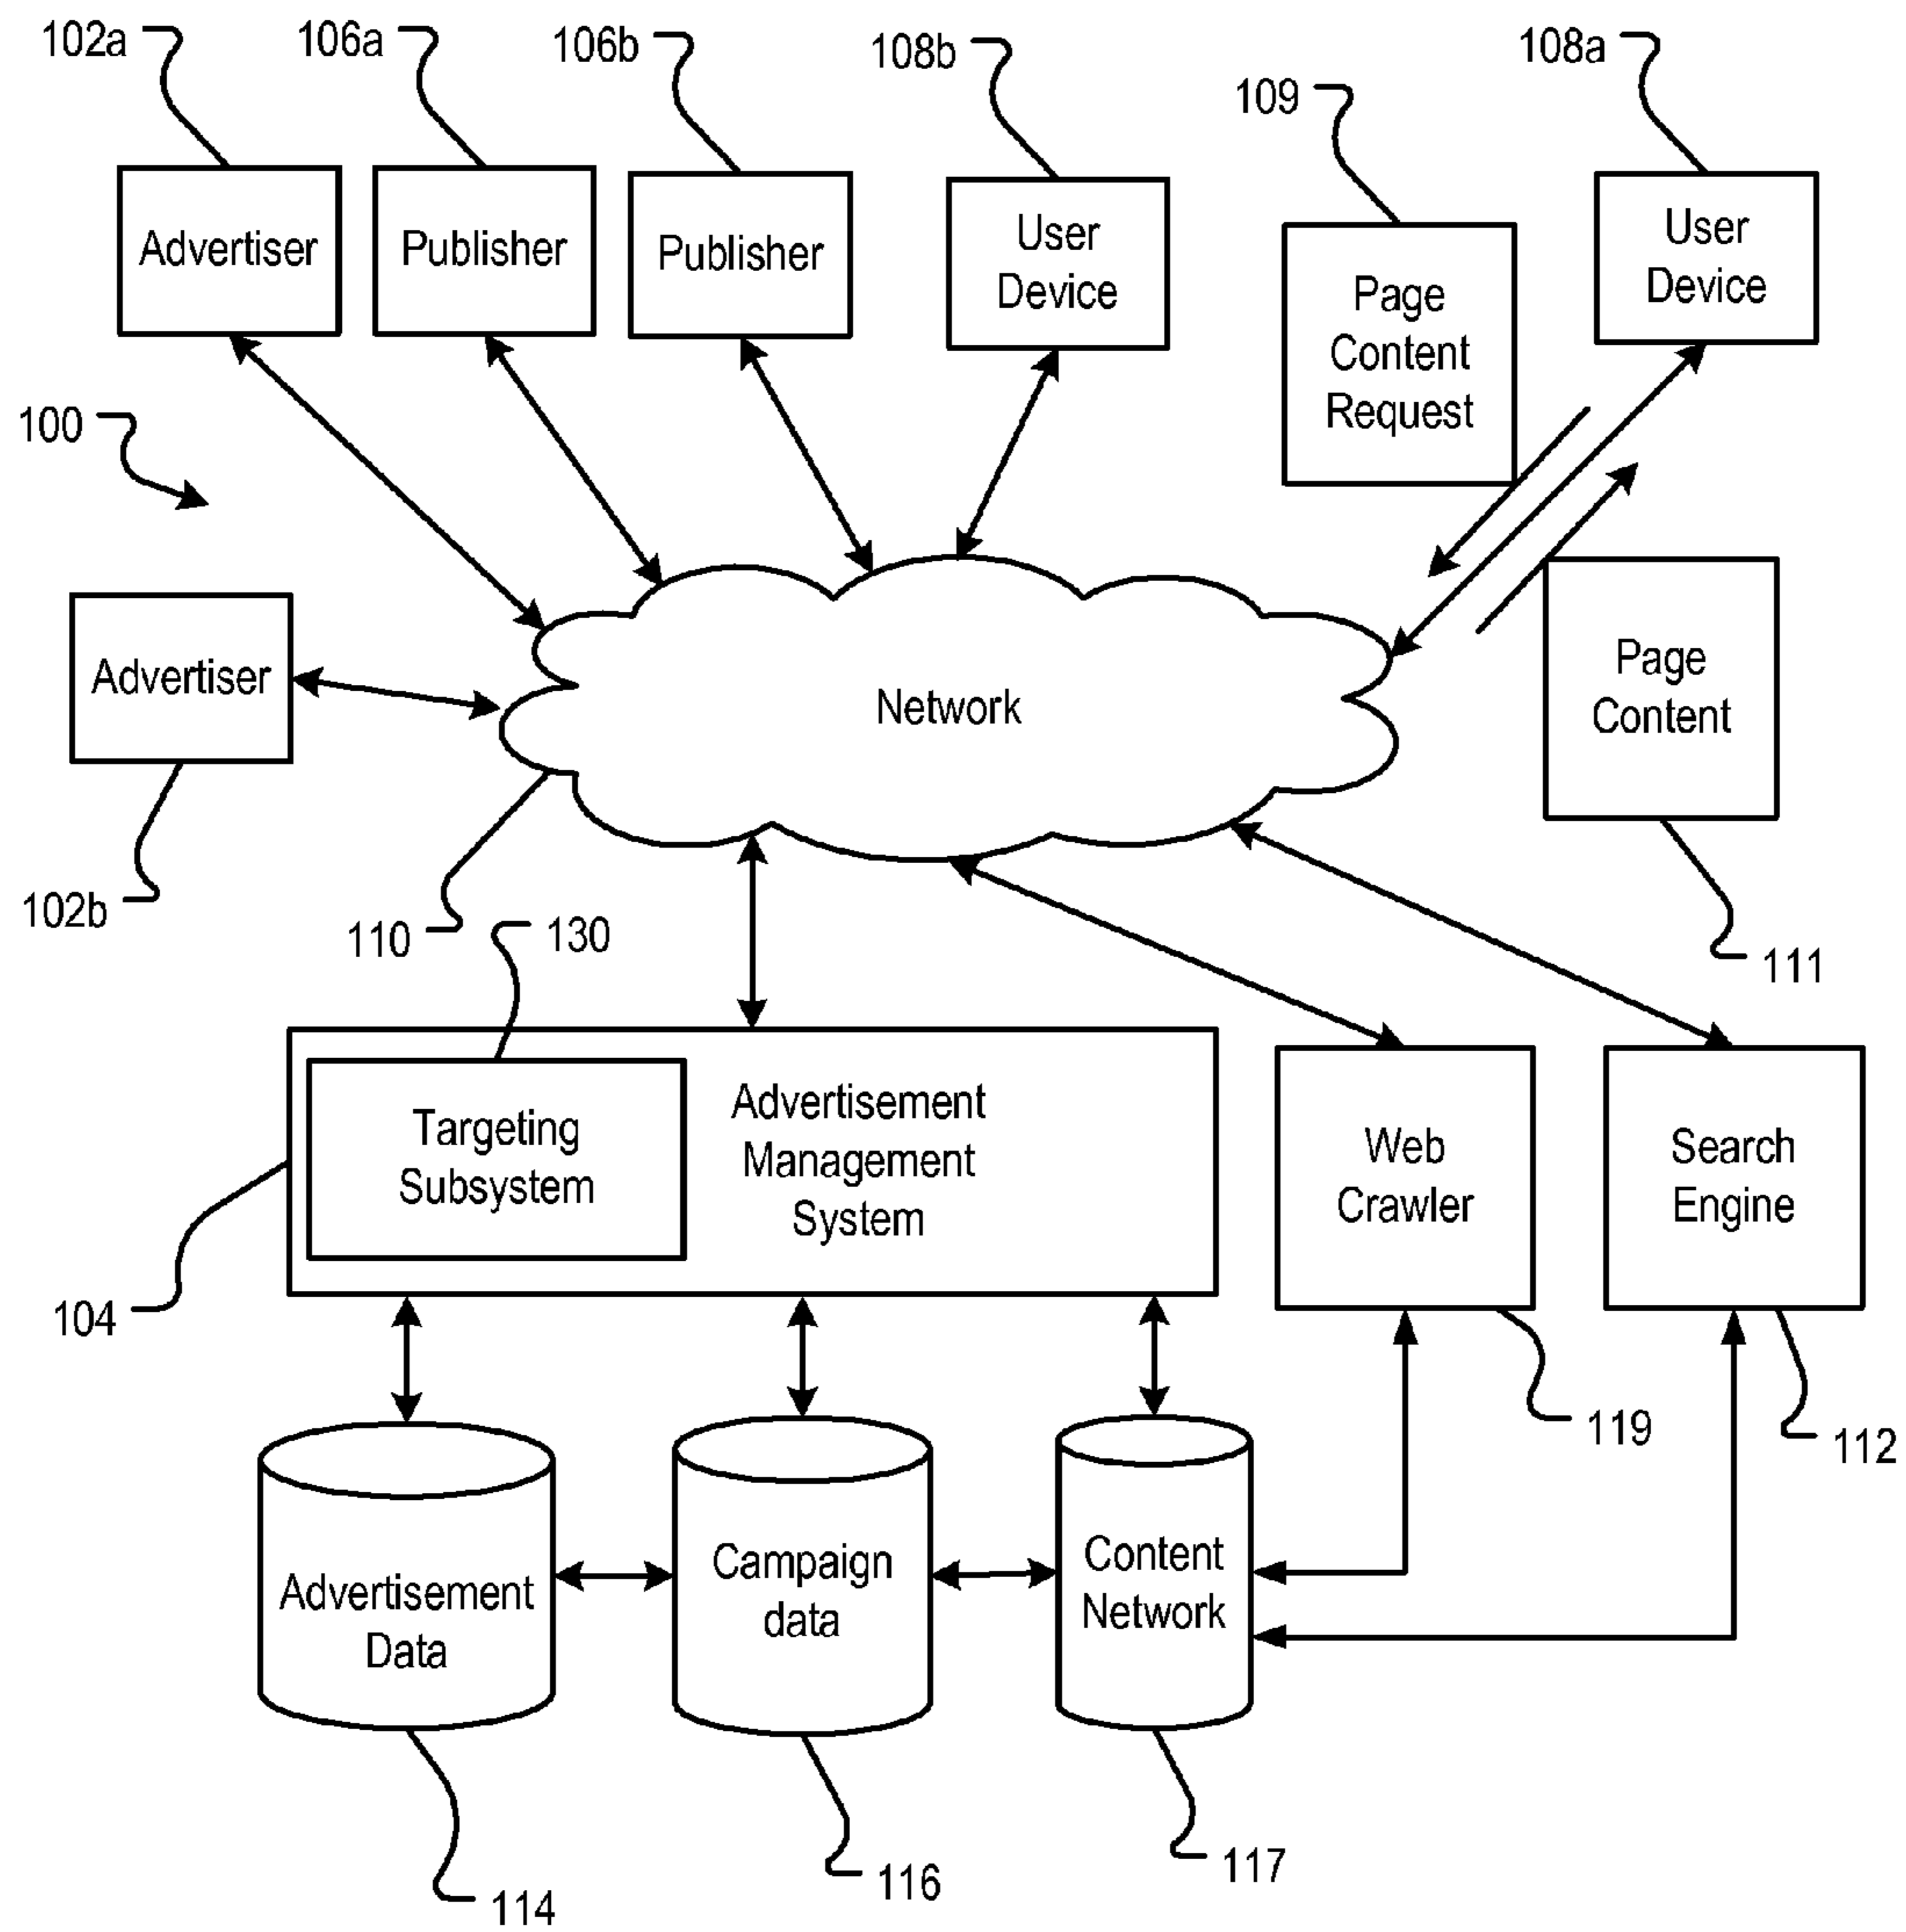 102a
106a
106b
108b
109
108a
Advertiser
Publisher
Publisher
User
Device
Page
Content
Request
User
Device
100
Advertiser
Network
Page
Content
102b
110
130
111
Targeting
Subsystem
Advertisement
Management
System
Web
Crawler
Search
Engine
104
119
112
Advertisement
Data
Campaign
data
Content
Network
114
116
117